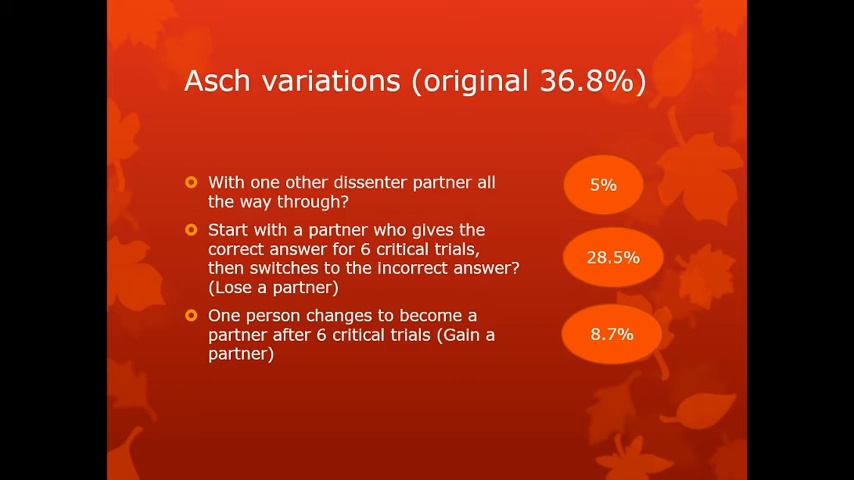 Asch variations (original 36.8%)
With one other dissenter partner all
the way through?
5%
Start with a partner who gives the
correct answer for 6 critical trials,
then switches to the incorrect answer?
(Lose a partner)
28.5%
One person changes to become a
partner after 6 critical trials (Gain a
partner)
8.7%